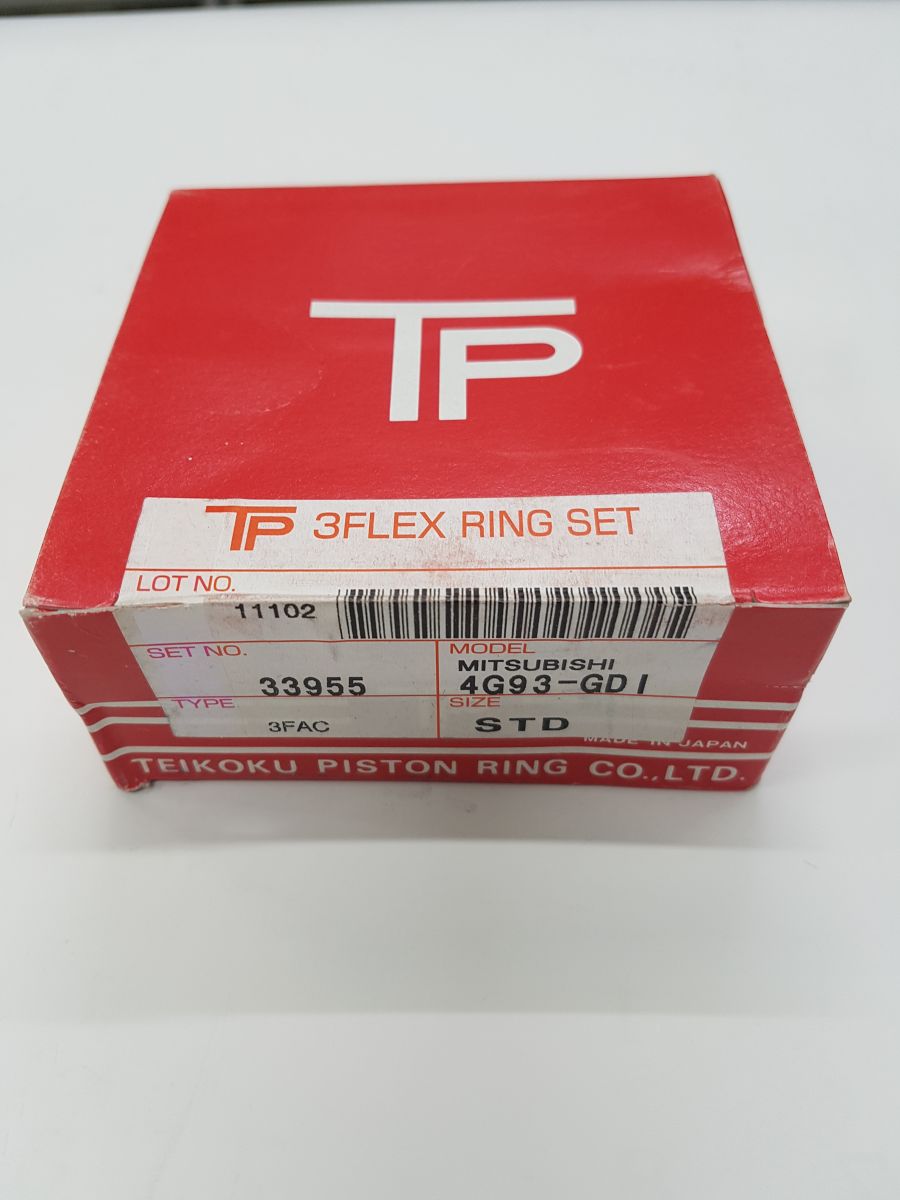 TP
TP 3FLEX RING SET
LOT NO.
11102
SET NO.
33955
MODEL
MITSUBISHI
4G93-GDI
TYPE
3FAC
SIZE
STD
MADE IN JAPAN
TEIKOKU PISTON RING CO.,LTD.